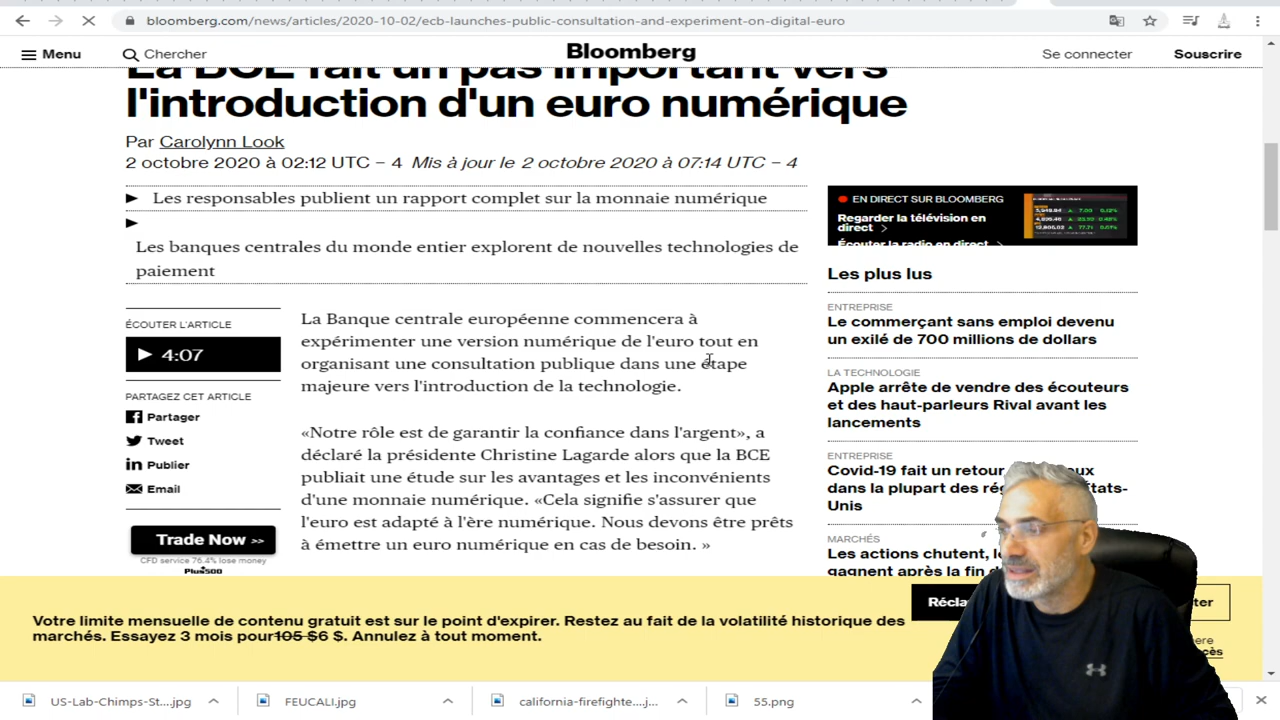 bloomberg.com/news/articles/2020-10-02/ecb-launches-public-consultation-and-experiment-on-digital-euro
Menu
Chercher
Bloomberg
Se connecter
Souscrire
La BCE fait un pas important vers
l'introduction d'un euro numérique
Par Carolynn Look
2 octobre 2020 à 02:12 UTC − 4 Mis à jour le 2 octobre 2020 à 07:14 UTC − 4
Les responsables publient un rapport complet sur la monnaie numérique
Les banques centrales du monde entier explorent de nouvelles technologies de
paiement
ÉCOUTER L'ARTICLE
4:07
PARTAGEZ CET ARTICLE
Partager
Tweet
Publier
Email
Trade Now >>
CFD service 76.4% lose money
Plus500
La Banque centrale européenne commencera à
expérimenter une version numérique de l'euro tout en
organisant une consultation publique dans une étape
majeure vers l'introduction de la technologie.
«Notre rôle est de garantir la confiance dans l'argent», a
déclaré la présidente Christine Lagarde alors que la BCE
publiait une étude sur les avantages et les inconvénients
d'une monnaie numérique. «Cela signifie s'assurer que
l'euro est adapté à l'ère numérique. Nous devons être prêts
à émettre un euro numérique en cas de besoin. »
EN DIRECT SUR BLOOMBERG
Regarder la télévision en
direct >
Écouter la radio en direct >
Les plus lus
ENTREPRISE
Le commerçant sans emploi devenu
un exilé de 700 millions de dollars
LA TECHNOLOGIE
Apple arrête de vendre des écouteurs
et des haut-parleurs Rival avant les
lancements
ENTREPRISE
Covid-19 fait un retour
dans la plupart des
Unis
MARCHÉS
Les actions chutent,
gagnent après la fin
Votre limite mensuelle de contenu gratuit est sur le point d'expirer. Restez au fait de la volatilité historique des
marchés. Essayez 3 mois pour105 $6 $. Annulez à tout moment.
US-Lab-Chimps-St....jpg
FEUCALI.jpg
california-firefighte....j...
55.png